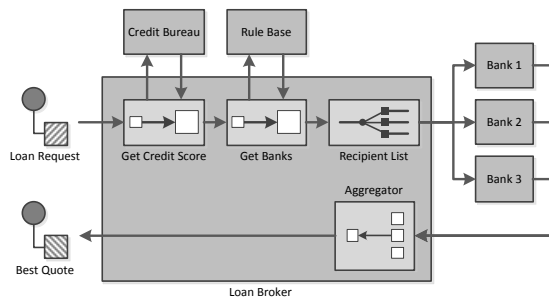 Credit Bureau
Rule Base
Bank 1
Bank 2
Bank 3
Loan Request
Get Credit Score
Get Banks
Recipient List
Aggregator
Best Quote
Loan Broker